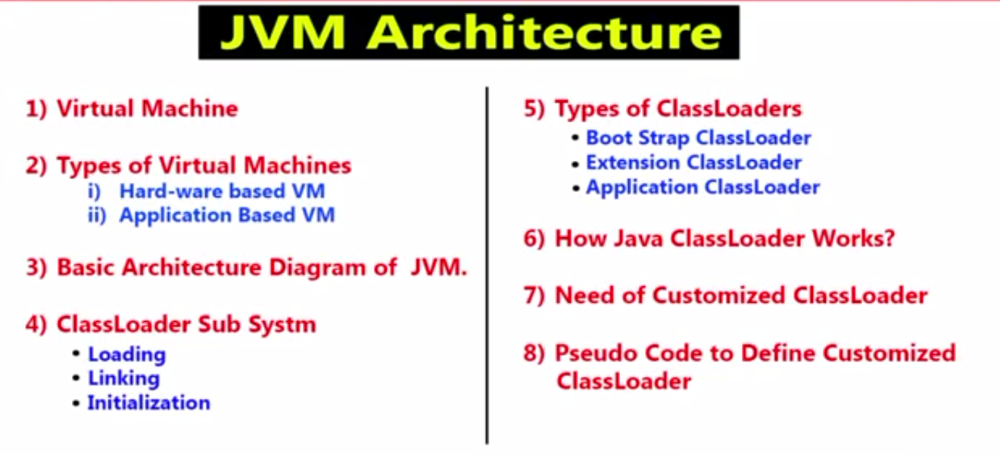 JVM Architecture
1) Virtual Machine
2) Types of Virtual Machines
i) Hard-ware based VM
ii) Application Based VM
3) Basic Architecture Diagram of JVM.
4) ClassLoader Sub Systm
• Loading
• Linking
• Initialization
5) Types of ClassLoaders
• Boot Strap ClassLoader
• Extension ClassLoader
• Application ClassLoader
6) How Java ClassLoader Works?
7) Need of Customized ClassLoader
8) Pseudo Code to Define Customized
ClassLoader